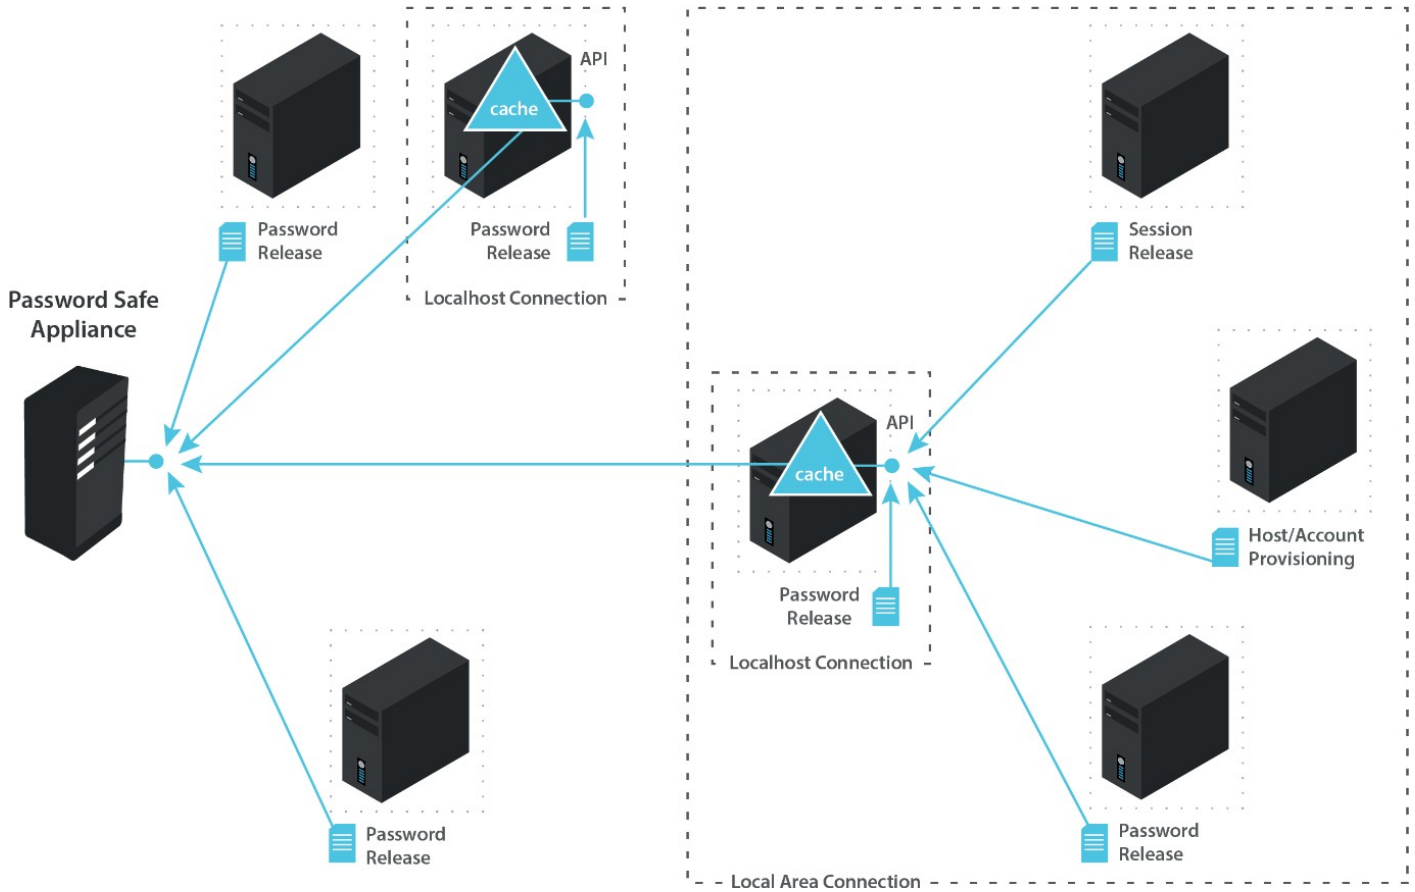 API
cache
Password
Release
Password
Release
Localhost Connection
Session
Release
Password Safe
Appliance
API
cache
Host/Account
Provisioning
Password
Release
Localhost Connection
Password
Release
Password
Release
Local Area Connection